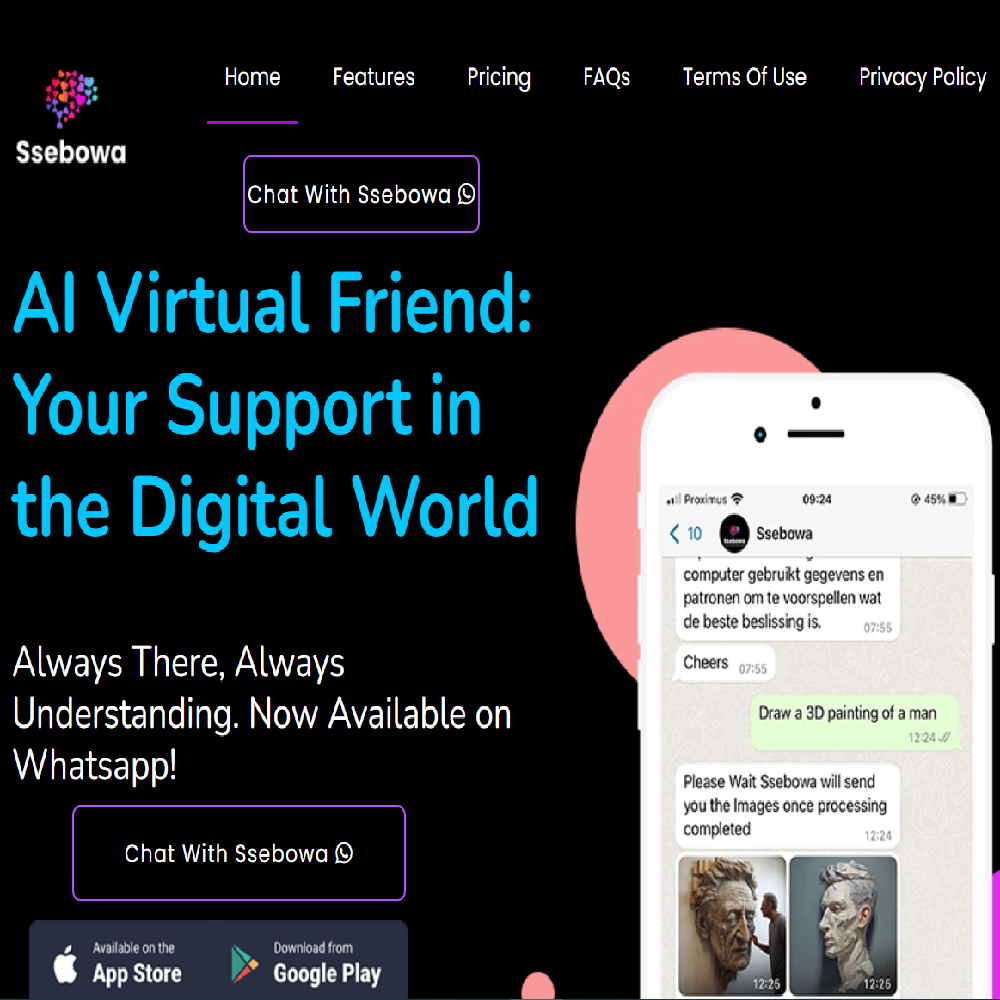 Home
Features
Pricing
FAQs
Terms Of Use
Privacy Policy
Ssebowa
Chat With Ssebowa
AI Virtual Friend:
Your Support in
the Digital World
Always There, Always
Understanding. Now Available on
Whatsapp!
Chat With Ssebowa
Available on the
App Store
Download from
Google Play
Proximus
09:24
45%
10
Ssebowa
computer gebruikt gegevens en
patronen om te voorspellen wat
de beste beslissing is.
07:55
Cheers
07:55
Draw a 3D painting of a man
12:24
Please Wait Ssebowa will send
you the Images once processing
completed
12:24
12:25
12:25